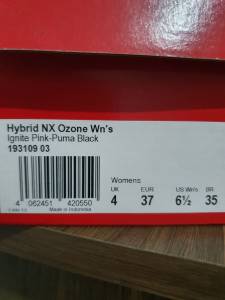 Hybrid NX Ozone Wn's
Ignite Pink-Puma Black
193109 03
Womens
UK EUR US Wn's BR
4 37 6½ 35
4 062451 420550
Made in Indonesia